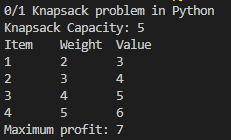 0/1 Knapsack problem in Python
Knapsack Capacity: 5
Item Weight Value
1 2 3
2 3 4
3 4 5
4 5 6
Maximum profit: 7